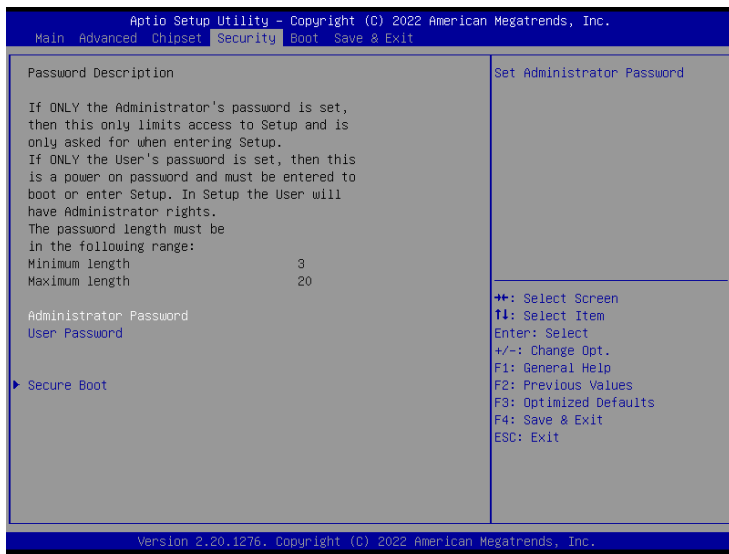 Aptio Setup Utility – Copyright (C) 2022 American Megatrends, Inc.
Main Advanced Chipset Security Boot Save & Exit
Password Description
If ONLY the Administrator's password is set,
then this only limits access to Setup and is
only asked for when entering Setup.
If ONLY the User's password is set, then this
is a power on password and must be entered to
boot or enter Setup. In Setup the User will
have Administrator rights.
The password length must be
in the following range:
Minimum length 3
Maximum length 20
Administrator Password
User Password
Secure Boot
Set Administrator Password
→←: Select Screen
↑↓: Select Item
Enter: Select
+/-: Change Opt.
F1: General Help
F2: Previous Values
F3: Optimized Defaults
F4: Save & Exit
ESC: Exit
Version 2.20.1276. Copyright (C) 2022 American Megatrends, Inc.